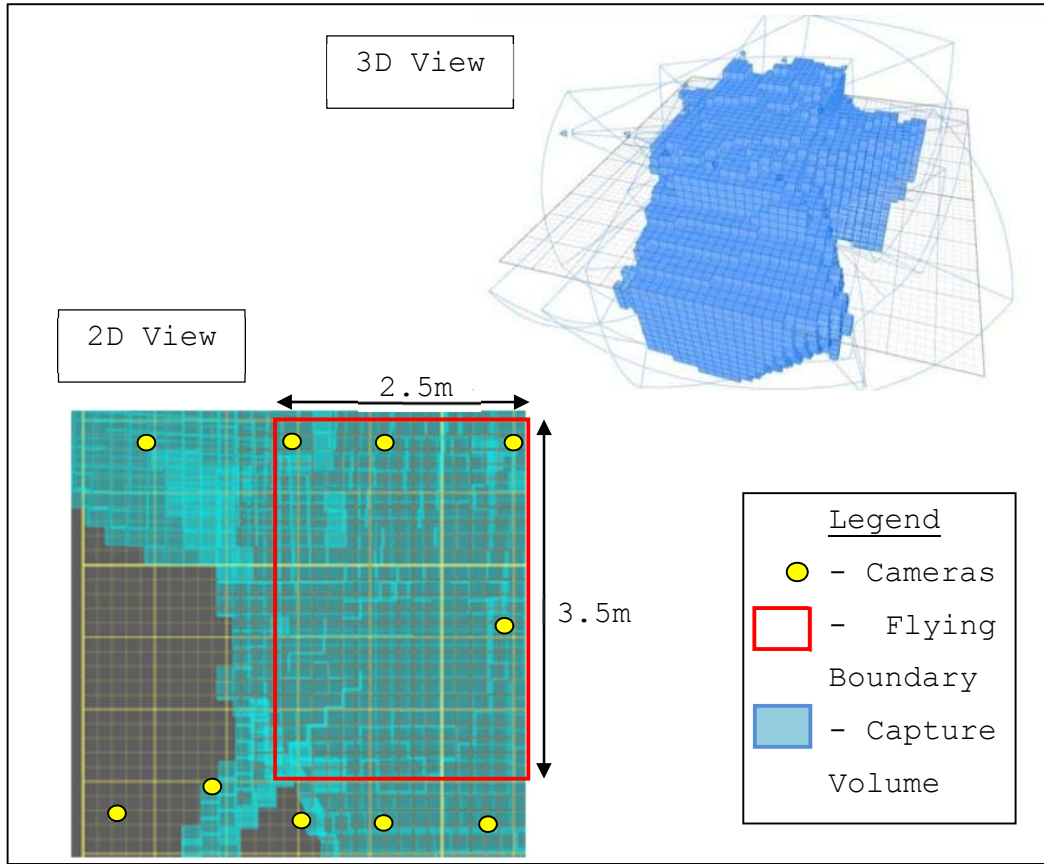 3D View
2D View
2.5m
3.5m
Legend
- Cameras
- Flying
Boundary
- Capture
Volume